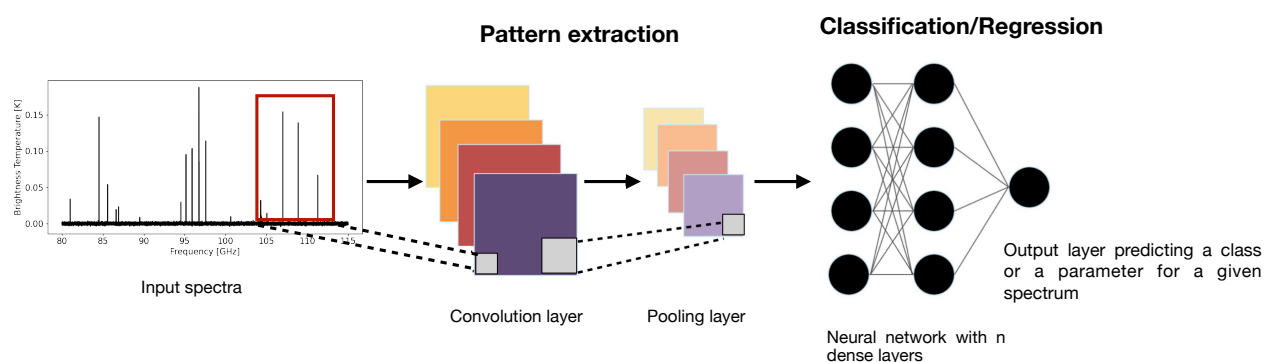 Pattern extraction
Classification/Regression
Brightness Temperature [K]
0.15
0.10
0.05
0.00
80
85
90
95
100
105
110
115
Frequency [GHz]
Input spectra
Convolution layer
Pooling layer
Output layer predicting a class
or a parameter for a given
spectrum
Neural network with n
dense layers